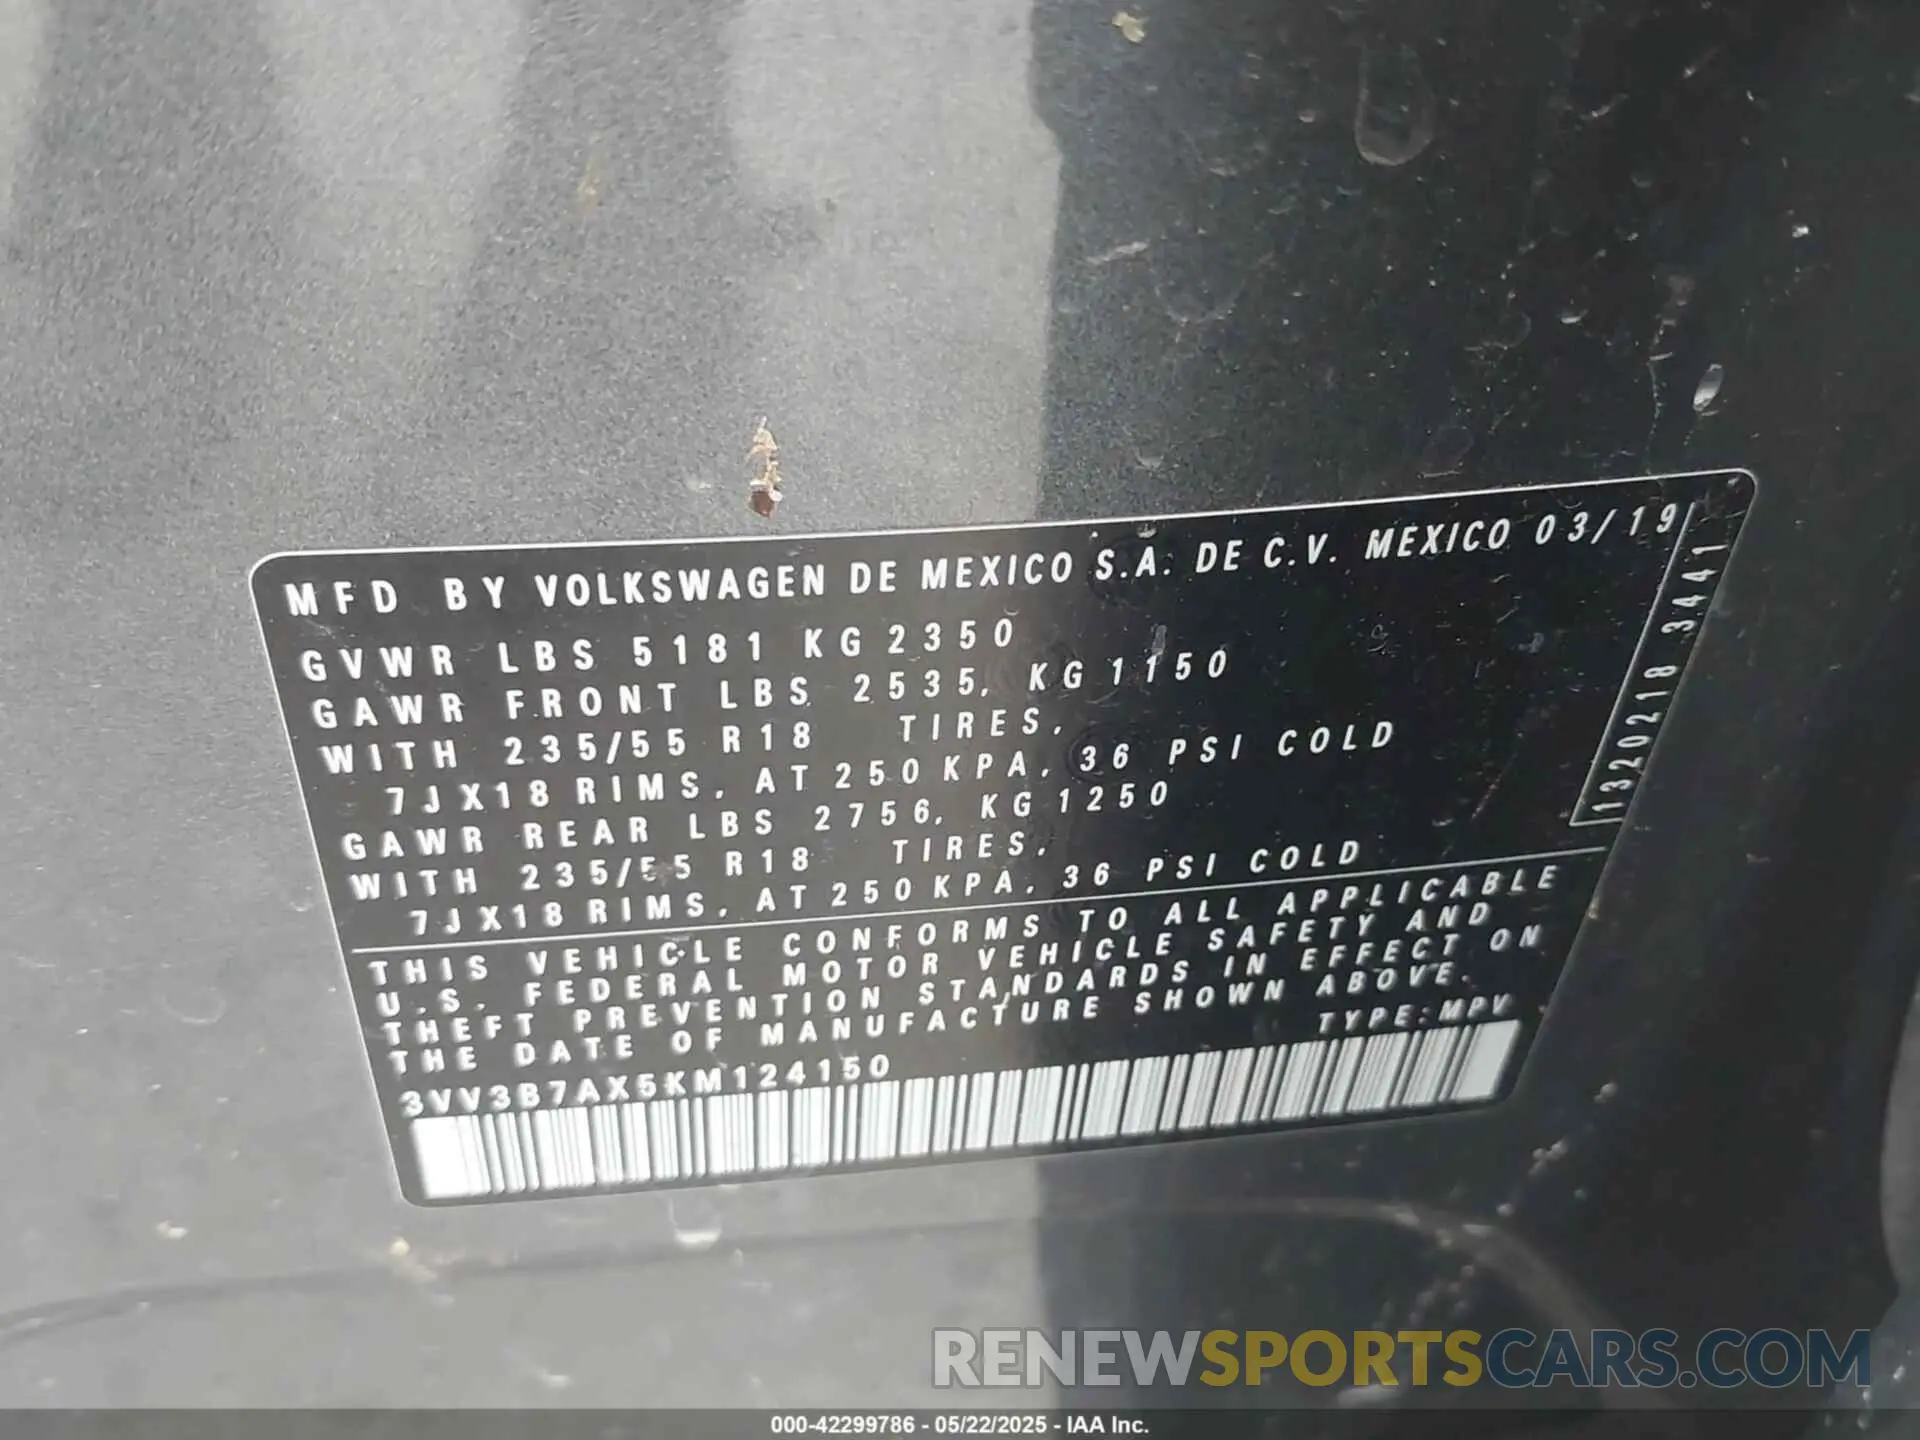 MFD BY VOLKSWAGEN DE MEXICO S.A. DE C.V. MEXICO 03/19
GVWR LBS 5181 KG 2350
GAWR FRONT LBS 2535, KG 1150
WITH 235/55 R18 TIRES,
7JX18 RIMS, AT 250 KPA, 36 PSI COLD
GAWR REAR LBS 2756, KG 1250
WITH 235/55 R18 TIRES,
7JX18 RIMS, AT 250 KPA, 36 PSI COLD
1320218 3441
THIS VEHICLE CONFORMS TO ALL APPLICABLE
U.S. FEDERAL MOTOR VEHICLE SAFETY AND
THEFT PREVENTION STANDARDS IN EFFECT ON
THE DATE OF MANUFACTURE SHOWN ABOVE.
TYPE:MPV
3VV3B7AX5KM124150
RENEWSPORTSCARS.COM
000-42299786 - 05/22/2025 - IAA Inc.